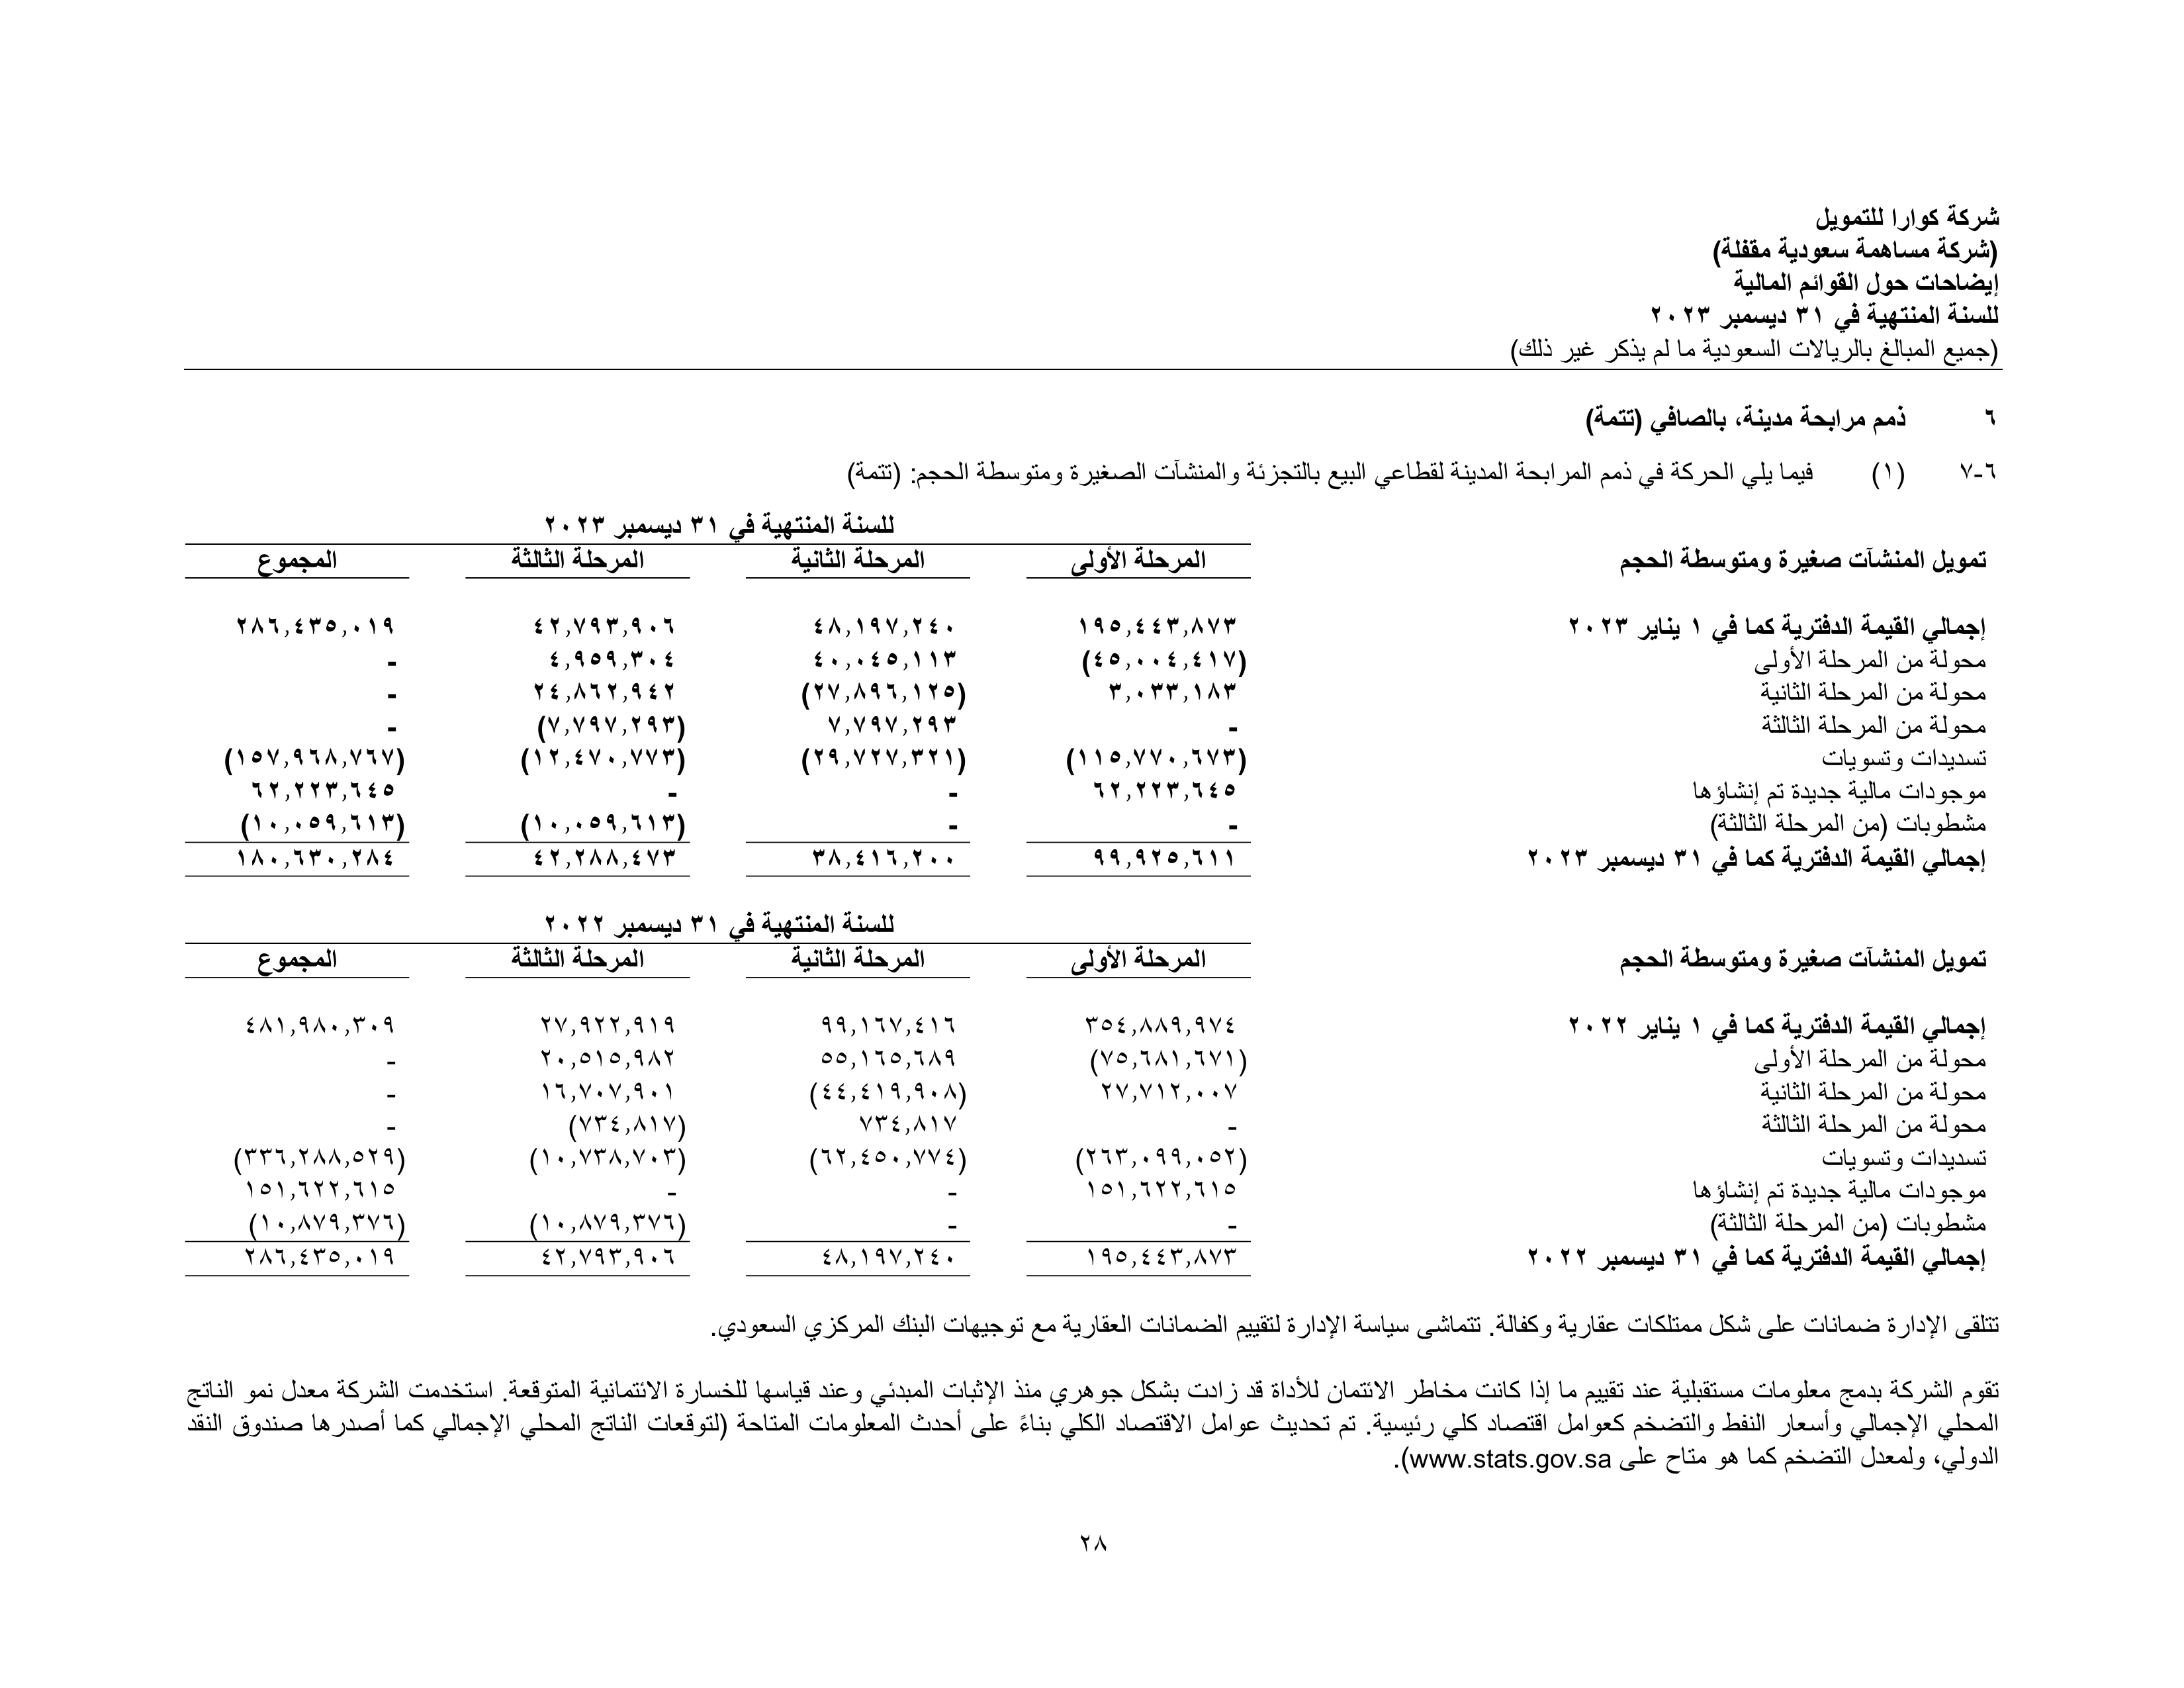 شركة كوارا للتمويل
(شركة مساهمة سعودية مقفلة)
إيضاحات حول القوائم المالية
للسنة المنتهية في ٣١ ديسمبر ٢٠٢٣
(جميع المبالغ بالريالات السعودية ما لم يذكر غير ذلك)
٦ ذمم مرابحة مدينة، بالصافي (تتمة)
٦-٧ (١) فيما يلي الحركة في ذمم المرابحة المدينة لقطاعي البيع بالتجزئة والمنشآت الصغيرة ومتوسطة الحجم: (تتمة)
للسنة المنتهية في ٣١ ديسمبر ٢٠٢٣
تمويل المنشآت صغيرة ومتوسطة الحجم المرحلة الأولى المرحلة الثانية المرحلة الثالثة المجموع
إجمالي القيمة الدفترية كما في ١ يناير ٢٠٢٣ ١٩٥,٤٤٣,٨٧٣ ٤٨,١٩٧,٢٤٠ ٤٢,٧٩٣,٩٠٦ ٢٨٦,٤٣٥,٠١٩
محولة من المرحلة الأولى (٤٥,٠٠٤,٤١٧) ٤٠,٠٤٥,١١٣ ٤,٩٥٩,٣٠٤ -
محولة من المرحلة الثانية ٣,٠٣٣,١٨٣ (٢٧,٨٩٦,١٢٥) ٢٤,٨٦٢,٩٤٢ -
محولة من المرحلة الثالثة - ٧,٧٩٧,٢٩٣ (٧,٧٩٧,٢٩٣) -
تسديدات وتسويات (١١٥,٧٧٠,٦٧٣) (٢٩,٧٢٧,٣٢١) (١٢,٤٧٠,٧٧٣) (١٥٧,٩٦٨,٧٦٧)
موجودات مالية جديدة تم إنشاؤها ٦٢,٢٢٣,٦٤٥ - - ٦٢,٢٢٣,٦٤٥
مشطوبات (من المرحلة الثالثة) - - (١٠,٠٥٩,٦١٣) (١٠,٠٥٩,٦١٣)
إجمالي القيمة الدفترية كما في ٣١ ديسمبر ٢٠٢٣ ٩٩,٩٢٥,٦١١ ٣٨,٤١٦,٢٠٠ ٤٢,٢٨٨,٤٧٣ ١٨٠,٦٣٠,٢٨٤
للسنة المنتهية في ٣١ ديسمبر ٢٠٢٢
تمويل المنشآت صغيرة ومتوسطة الحجم المرحلة الأولى المرحلة الثانية المرحلة الثالثة المجموع
إجمالي القيمة الدفترية كما في ١ يناير ٢٠٢٢ ٣٥٤,٨٨٩,٩٧٤ ٩٩,١٦٧,٤١٦ ٢٧,٩٢٢,٩١٩ ٤٨١,٩٨٠,٣٠٩
محولة من المرحلة الأولى (٧٥,٦٨١,٦٧١) ٥٥,١٦٥,٦٨٩ ٢٠,٥١٥,٩٨٢ -
محولة من المرحلة الثانية ٢٧,٧١٢,٠٠٧ (٤٤,٤١٩,٩٠٨) ١٦,٧٠٧,٩٠١ -
محولة من المرحلة الثالثة - ٧٣٤,٨١٧ (٧٣٤,٨١٧) -
تسديدات وتسويات (٢٦٣,٠٩٩,٠٥٢) (٦٢,٤٥٠,٧٧٤) (١٠,٧٣٨,٧٠٣) (٣٣٦,٢٨٨,٥٢٩)
موجودات مالية جديدة تم إنشاؤها ١٥١,٦٢٢,٦١٥ - - ١٥١,٦٢٢,٦١٥
مشطوبات (من المرحلة الثالثة) - - (١٠,٨٧٩,٣٧٦) (١٠,٨٧٩,٣٧٦)
إجمالي القيمة الدفترية كما في ٣١ ديسمبر ٢٠٢٢ ١٩٥,٤٤٣,٨٧٣ ٤٨,١٩٧,٢٤٠ ٤٢,٧٩٣,٩٠٦ ٢٨٦,٤٣٥,٠١٩
تتلقى الإدارة ضمانات على شكل ممتلكات عقارية وكفالة. تتماشى سياسة الإدارة لتقييم الضمانات العقارية مع توجيهات البنك المركزي السعودي.
تقوم الشركة بدمج معلومات مستقبلية عند تقييم ما إذا كانت مخاطر الائتمان للأداة قد زادت بشكل جوهري منذ الإثبات المبدئي وعند قياسها للخسارة الائتمانية المتوقعة. استخدمت الشركة معدل نمو الناتج
المحلي الإجمالي وأسعار النفط والتضخم كعوامل اقتصاد كلي رئيسية. تم تحديث عوامل الاقتصاد الكلي بناءً على أحدث المعلومات المتاحة (لتوقعات الناتج المحلي الإجمالي كما أصدرها صندوق النقد
الدولي، ولمعدل التضخم كما هو متاح على www.stats.gov.sa).
٢٨